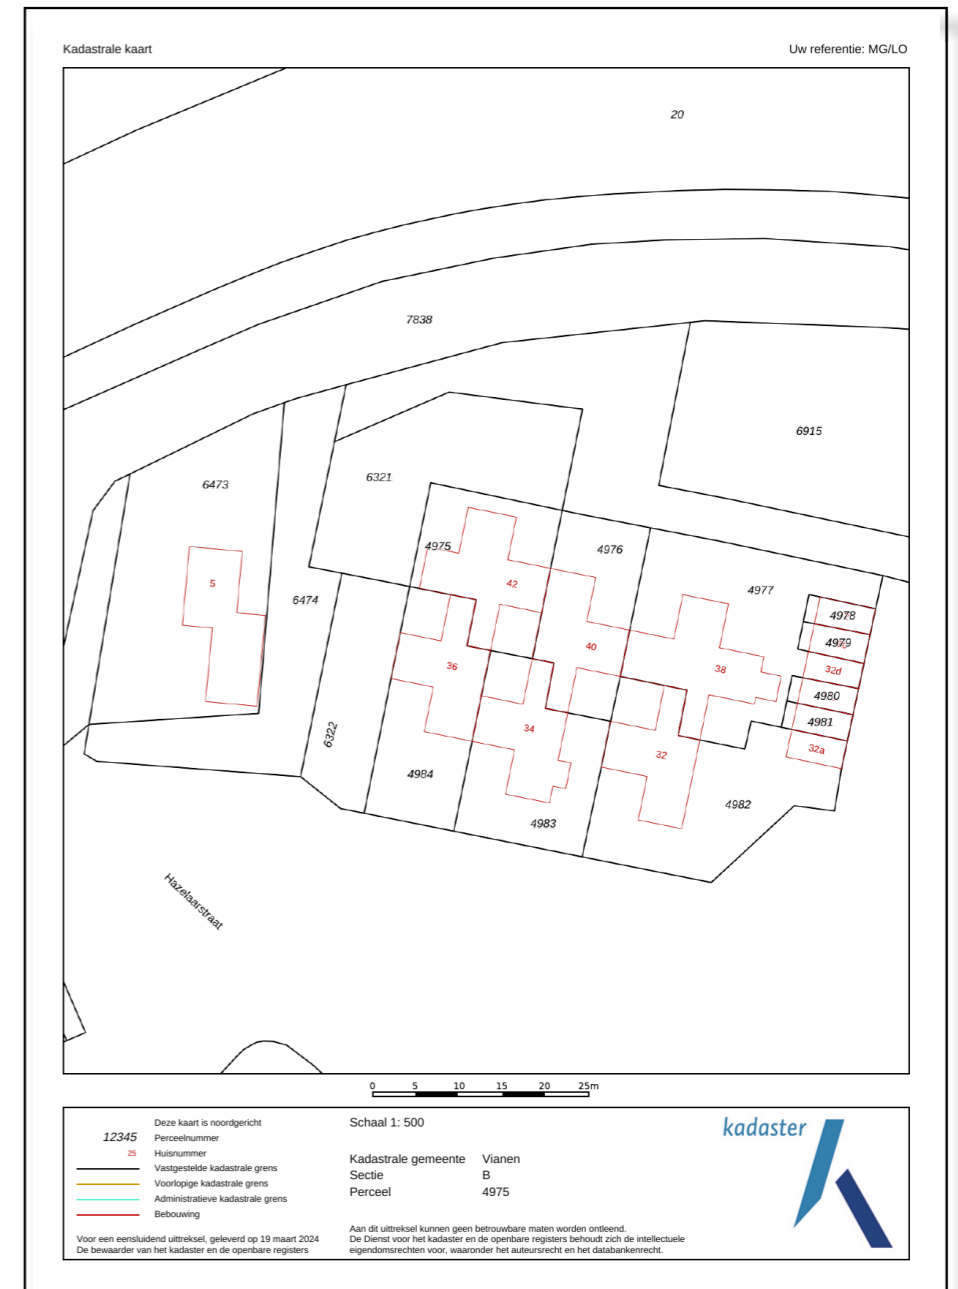 Kadastrale kaart
Uw referentie: MG/LO
20
7838
6915
6473
6321
4975
4976
4977
5
42
6474
4978
4979
40
36
38
32d
4980
4981
34
32
32a
6322
4984
4982
4983
Hazelaarstraat
0 5 10 15 20 25m
Deze kaart is noordgericht
12345 Perceelnummer
25 Huisnummer
Vastgestelde kadastrale grens
Voorlopige kadastrale grens
Administratieve kadastrale grens
Bebouwing
Voor een eensluidend uittreksel, geleverd op 19 maart 2024
De bewaarder van het kadaster en de openbare registers
Schaal 1: 500
Kadastrale gemeente Vianen
Sectie B
Perceel 4975
Aan dit uittreksel kunnen geen betrouwbare maten worden ontleend.
De Dienst voor het kadaster en de openbare registers behoudt zich de intellectuele
eigendomsrechten voor, waaronder het auteursrecht en het databankenrecht.
kadaster